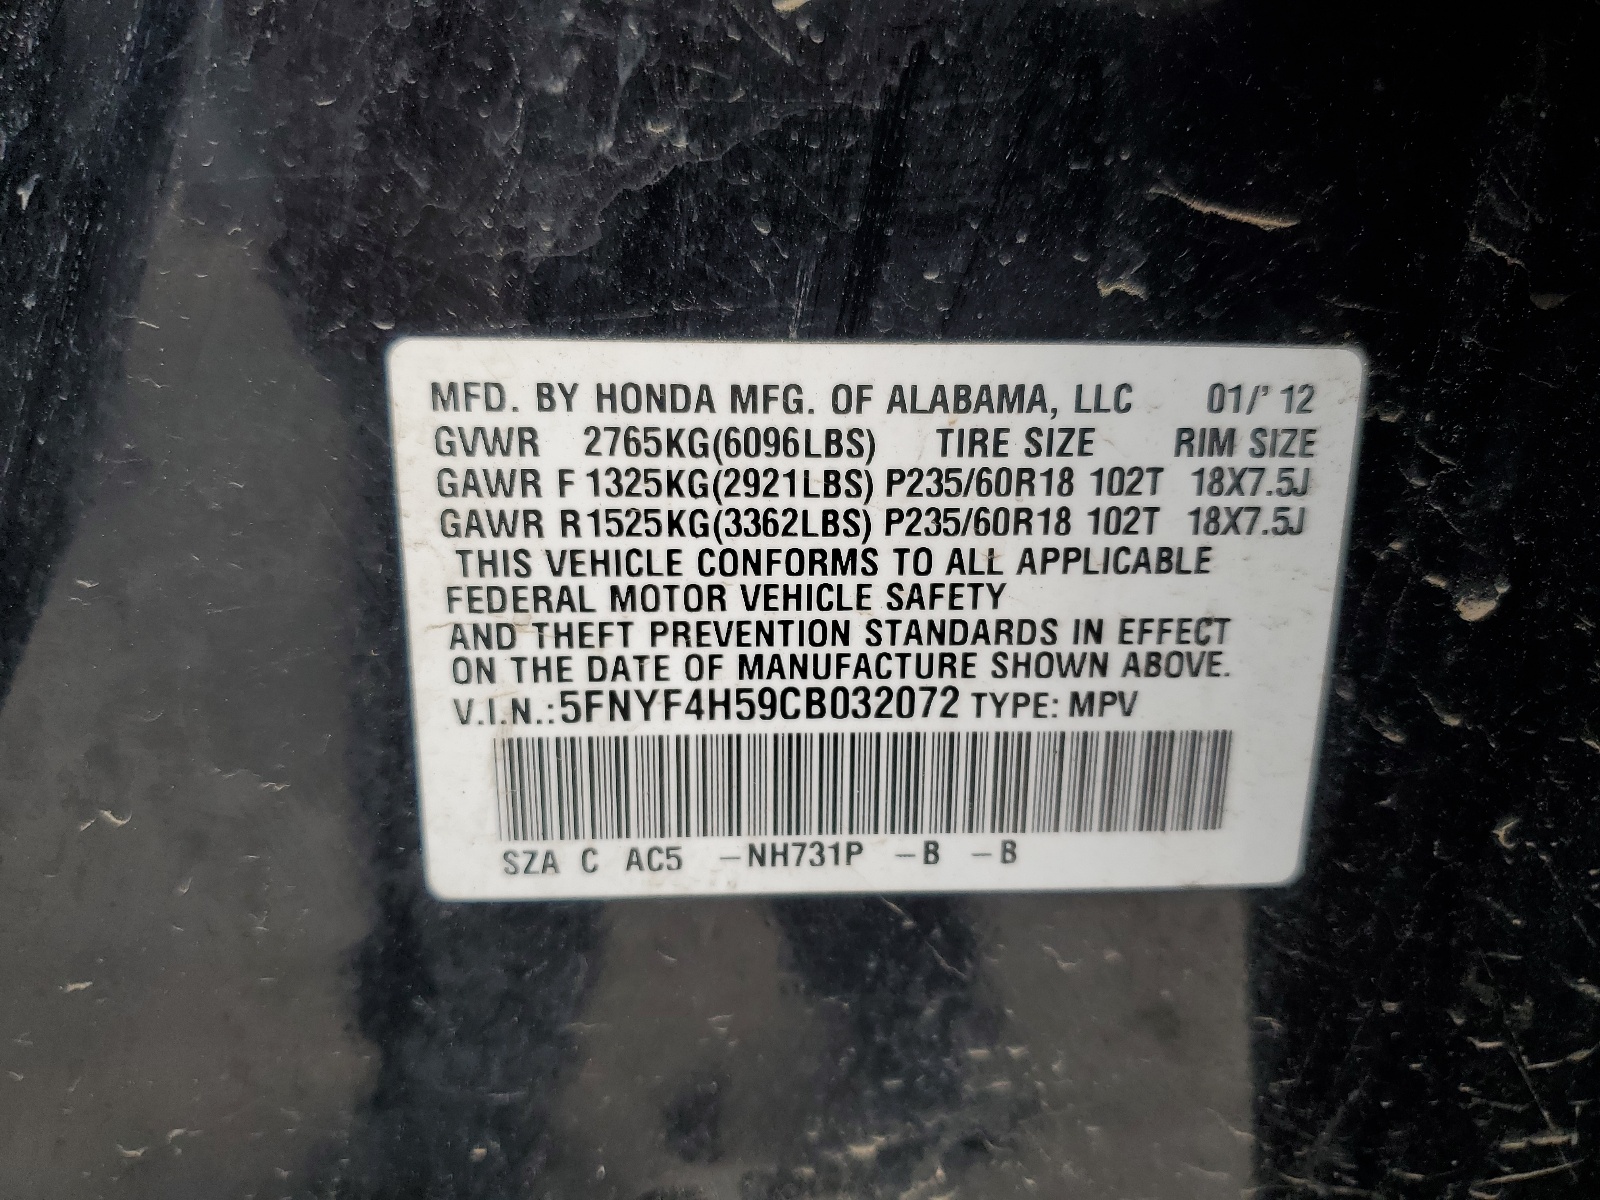 MFD. BY HONDA MFG. OF ALABAMA, LLC 01/' 12
GVWR 2765KG(6096LBS) TIRE SIZE RIM SIZE
GAWR F 1325KG(2921LBS) P235/60R18 102T 18X7.5J
GAWR R 1525KG(3362LBS) P235/60R18 102T 18X7.5J
THIS VEHICLE CONFORMS TO ALL APPLICABLE
FEDERAL MOTOR VEHICLE SAFETY
AND THEFT PREVENTION STANDARDS IN EFFECT
ON THE DATE OF MANUFACTURE SHOWN ABOVE.
V.I.N.: 5FNYF4H59CB032072 TYPE: MPV
SZA C AC5 –NH731P –B –B